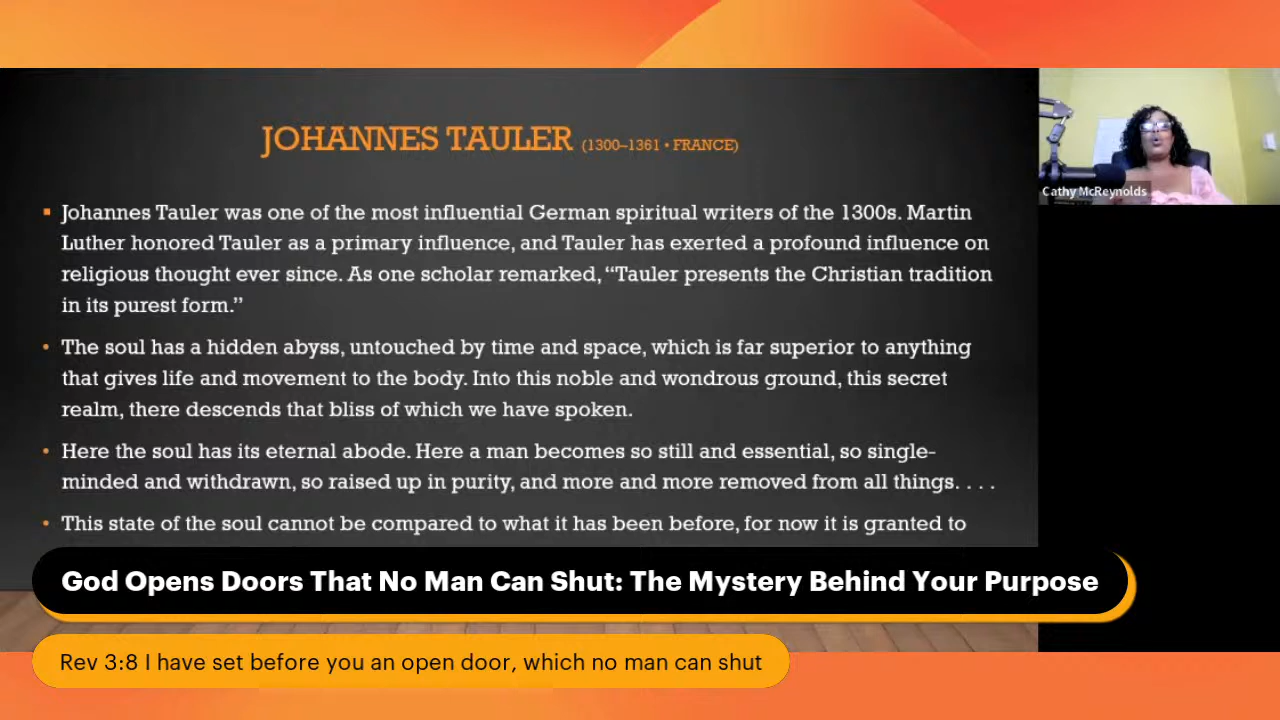 JOHANNES TAULER (1300–1361 • FRANCE)
Johannes Tauler was one of the most influential German spiritual writers of the 1300s. Martin
Luther honored Tauler as a primary influence, and Tauler has exerted a profound influence on
religious thought ever since. As one scholar remarked, “Tauler presents the Christian tradition
in its purest form.”
The soul has a hidden abyss, untouched by time and space, which is far superior to anything
that gives life and movement to the body. Into this noble and wondrous ground, this secret
realm, there descends that bliss of which we have spoken.
Here the soul has its eternal abode. Here a man becomes so still and essential, so single-
minded and withdrawn, so raised up in purity, and more and more removed from all things. . . .
This state of the soul cannot be compared to what it has been before, for now it is granted to
Cathy McReynolds
God Opens Doors That No Man Can Shut: The Mystery Behind Your Purpose
Rev 3:8 I have set before you an open door, which no man can shut